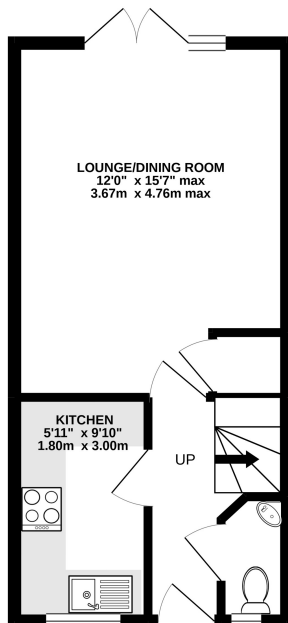 LOUNGE/DINING ROOM
12'0" x 15'7" max
3.67m x 4.76m max
KITCHEN
5'11" x 9'10"
1.80m x 3.00m
UP